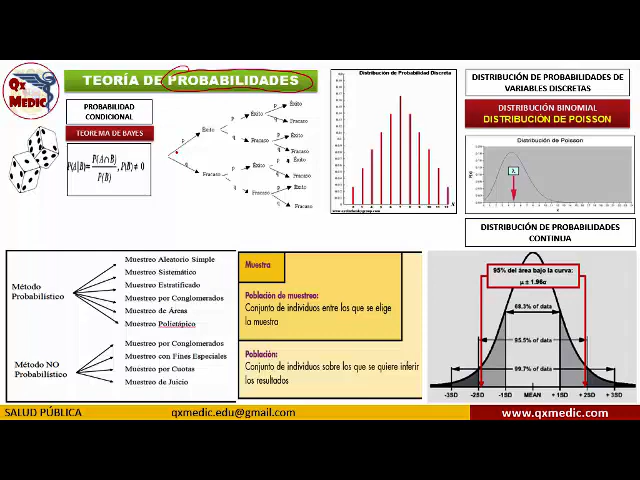 Qx
MEDIC
TEORÍA DE PROBABILIDADES
PROBABILIDAD
CONDICIONAL
TEOREMA DE BAYES
P(A|B)= P(A∩B) / P(B), P(B) ≠ 0
p
q
Éxito
Fracaso
p
q
Éxito
Fracaso
p
q
Éxito
Fracaso
p
q
Éxito
Fracaso
p
q
Éxito
Fracaso
p
q
Éxito
Fracaso
p
q
Éxito
Fracaso
Distribución de Probabilidad Discreta
X
DISTRIBUCIÓN DE PROBABILIDADES DE
VARIABLES DISCRETAS
DISTRIBUCIÓN BINOMIAL
DISTRIBUCIÓN DE POISSON
Distribución de Poisson
λ
x
DISTRIBUCIÓN DE PROBABILIDADES
CONTINUA
Método
Probabilístico
Muestreo Aleatorio Simple
Muestreo Sistemático
Muestreo Estratificado
Muestreo por Conglomerados
Muestreo de Áreas
Muestreo Polietápico
Método NO
Probabilístico
Muestreo por Conglomerados
Muestreo con Fines Especiales
Muestreo por Cuotas
Muestreo de Juicio
Muestra
Población de muestreo:
Conjunto de individuos entre los que se elige
la muestra
Población:
Conjunto de individuos sobre los que se quiere inferir
los resultados
95% del área bajo la curva:
μ ± 1.96σ
68.3% of data
95.5% of data
99.7% of data
-3SD -2SD -1SD MEAN +1SD +2SD +3SD
SALUD PÚBLICA qxmedic.edu@gmail.com www.qxmedic.com